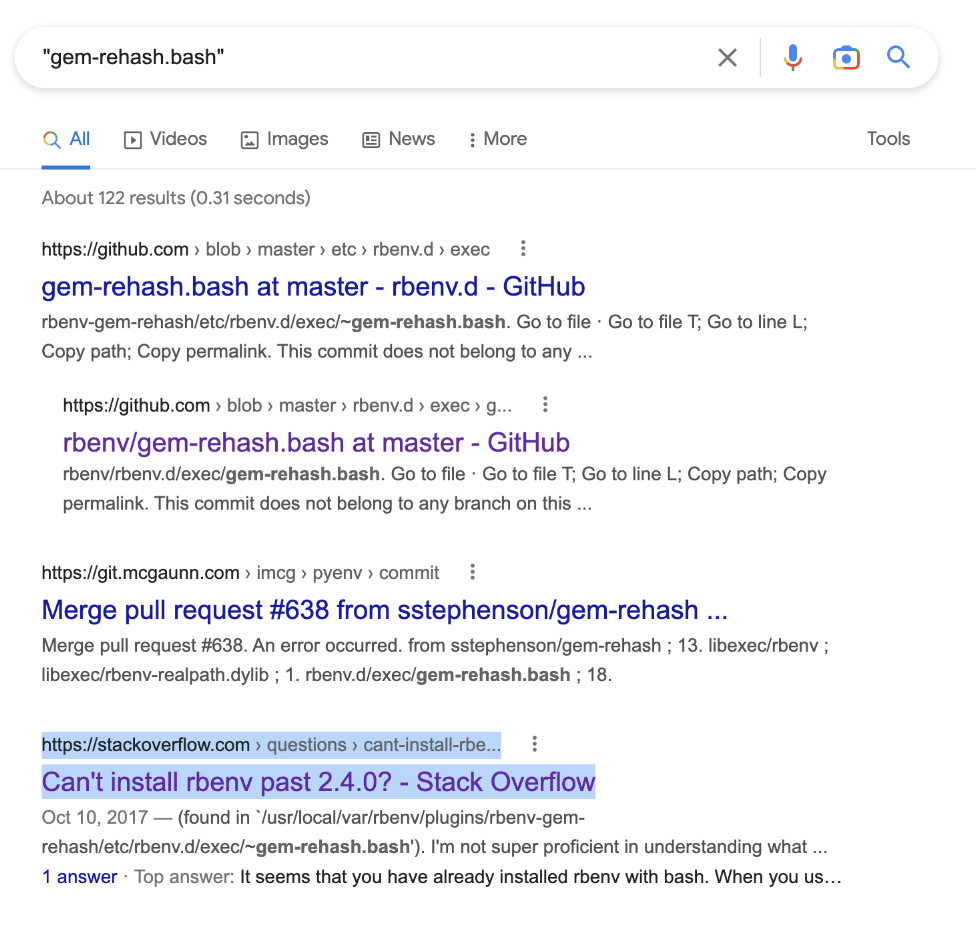 "gem-rehash.bash"
All Videos Images News More Tools
About 122 results (0.31 seconds)
https://github.com › blob › master › etc › rbenv.d › exec
gem-rehash.bash at master - rbenv.d - GitHub
rbenv-gem-rehash/etc/rbenv.d/exec/~gem-rehash.bash. Go to file · Go to file T; Go to line L;
Copy path; Copy permalink. This commit does not belong to any ...
https://github.com › blob › master › rbenv.d › exec › g...
rbenv/gem-rehash.bash at master - GitHub
rbenv/rbenv.d/exec/gem-rehash.bash. Go to file · Go to file T; Go to line L; Copy path; Copy
permalink. This commit does not belong to any branch on this ...
https://git.mcgaunn.com › imcg › pyenv › commit
Merge pull request #638 from sstephenson/gem-rehash ...
Merge pull request #638. An error occurred. from sstephenson/gem-rehash ; 13. libexec/rbenv ;
libexec/rbenv-realpath.dylib ; 1. rbenv.d/exec/gem-rehash.bash ; 18.
https://stackoverflow.com › questions › cant-install-rbe...
Can't install rbenv past 2.4.0? - Stack Overflow
Oct 10, 2017 — (found in `/usr/local/var/rbenv/plugins/rbenv-gem-
rehash/etc/rbenv.d/exec/~gem-rehash.bash'). I'm not super proficient in understanding what ...
1 answer · Top answer: It seems that you have already installed rbenv with bash. When you us...